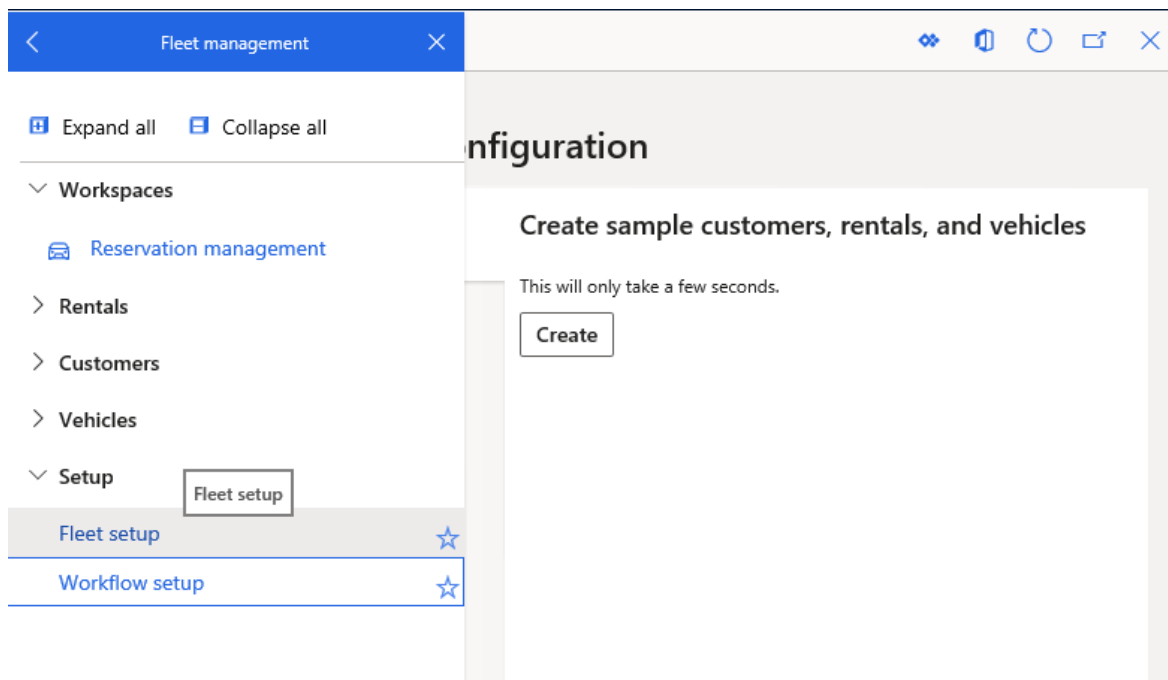 Fleet management
Expand all
Collapse all
Workspaces
Reservation management
Rentals
Customers
Vehicles
Setup
Fleet setup
Fleet setup
Workflow setup
nfiguration
Create sample customers, rentals, and vehicles
This will only take a few seconds.
Create